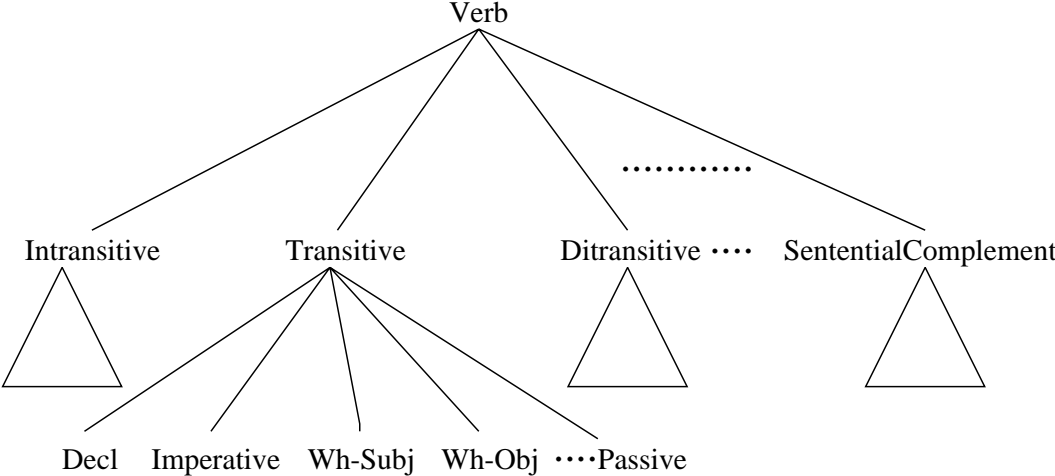 Verb
Intransitive Transitive Ditransitive .... SententialComplement
Decl Imperative Wh-Subj Wh-Obj ....Passive